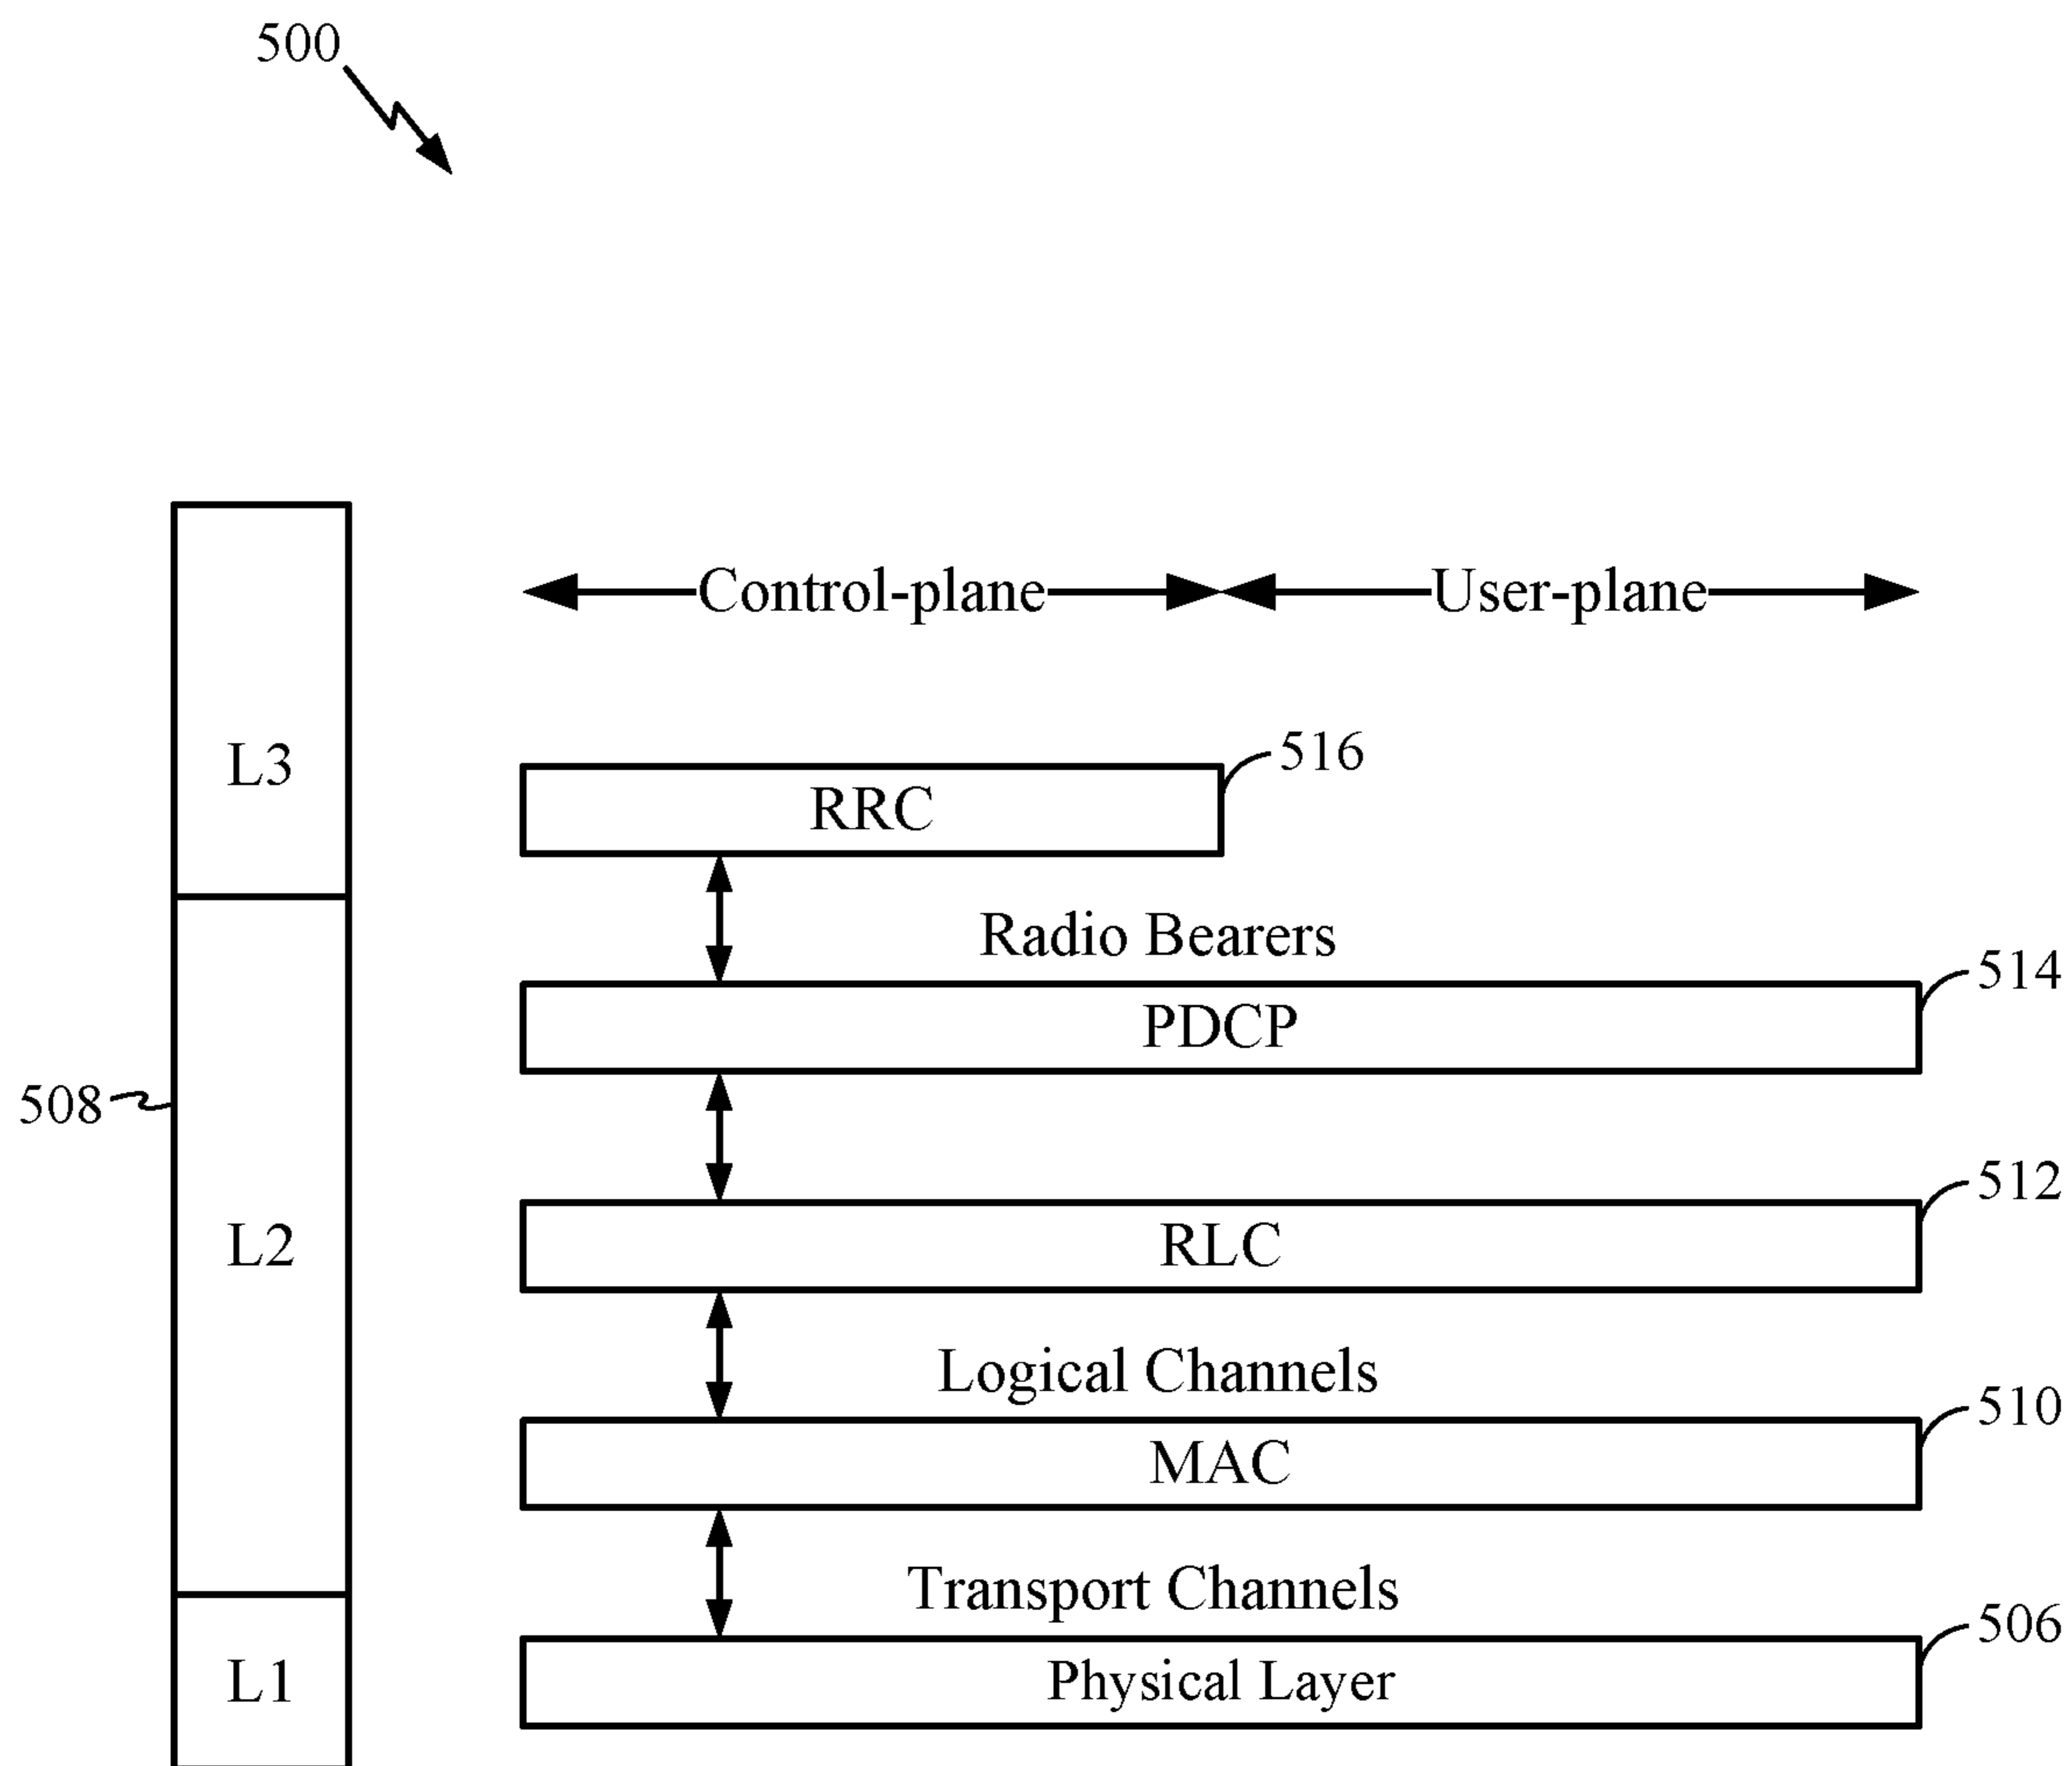 500
Control-plane
User-plane
L3
516
RRC
Radio Bearers
514
PDCP
508
512
L2
RLC
Logical Channels
510
MAC
Transport Channels
506
L1
Physical Layer